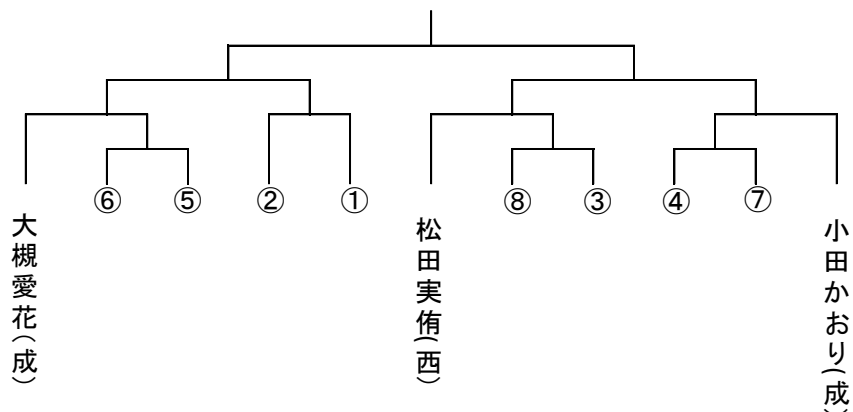 ⑥
⑤
②
①
⑧
③
④
⑦
大槻愛花(成)
松田実侑(西)
小田かおり(成)